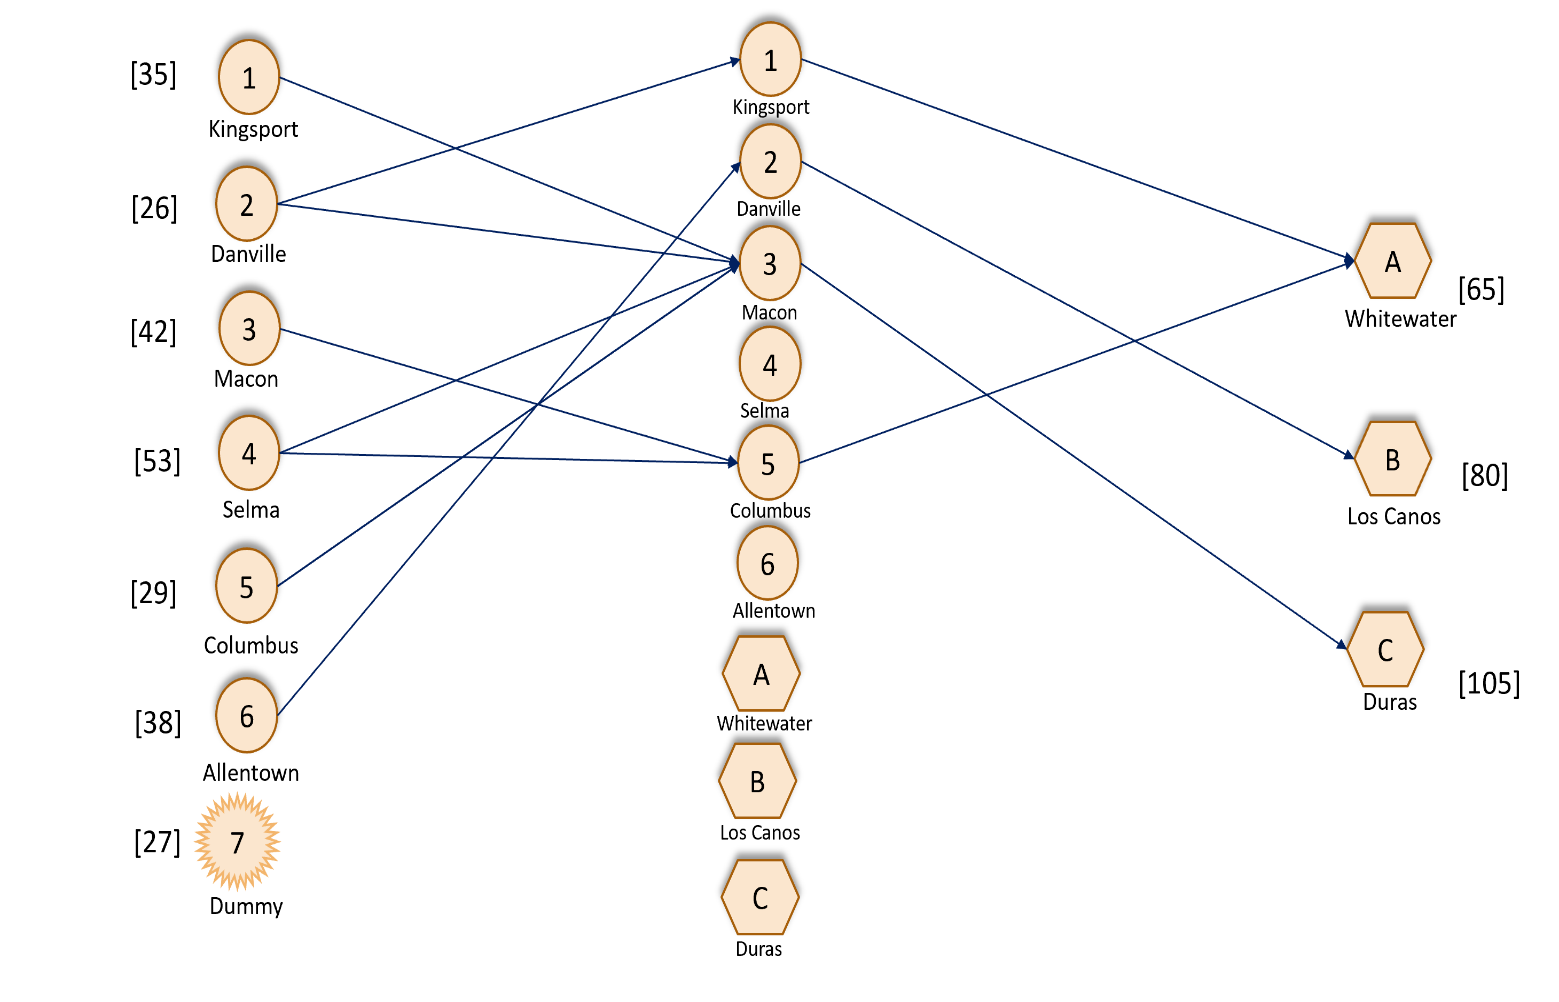 [35]
1
Kingsport
[26]
2
Danville
[42]
3
Macon
[53]
4
Selma
[29]
5
Columbus
[38]
6
Allentown
[27]
7
Dummy
1
Kingsport
2
Danville
3
Macon
4
Selma
5
Columbus
6
Allentown
A
Whitewater
B
Los Canos
C
Duras
A
[65]
Whitewater
B
[80]
Los Canos
C
[105]
Duras